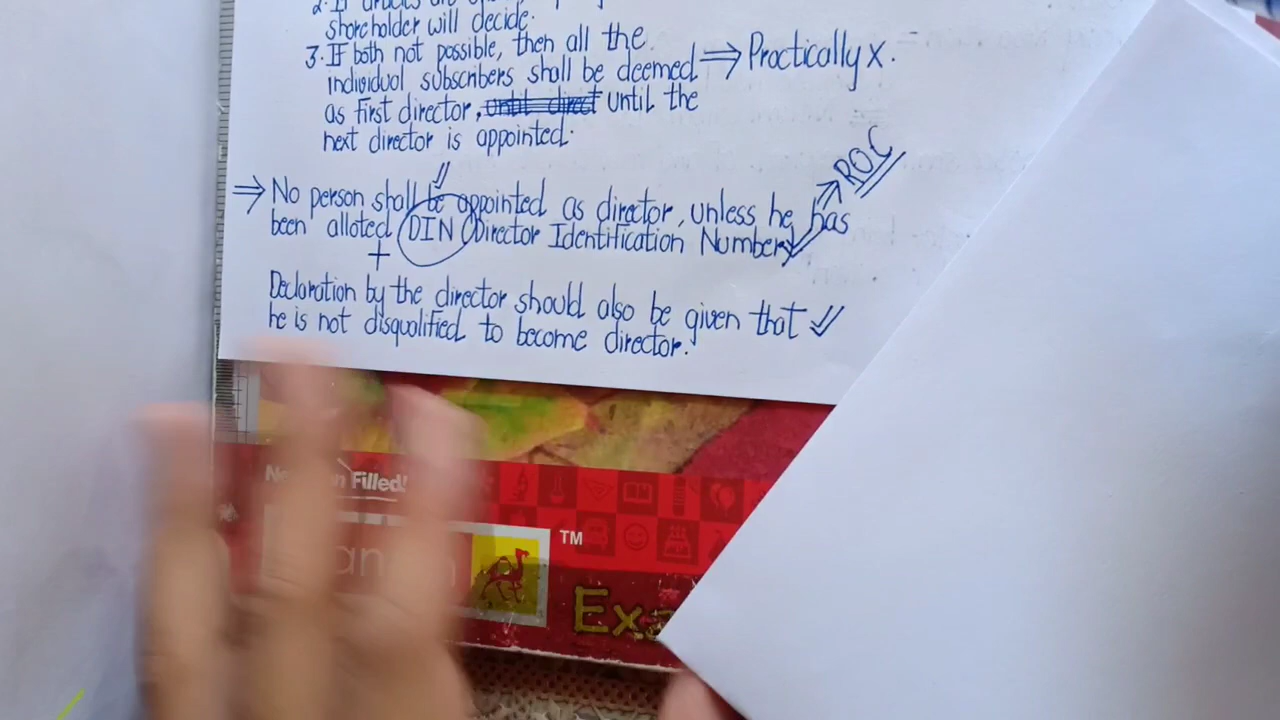 shareholder will decide.
3. IF both not possible, then all the
individual subscribers shall be deemed ⇒ Practically x.
as first director, until the
next director is appointed.
ROC
⇒ No person shall be appointed as director, unless he has
been alloted DIN (Director Identification Number)
+
Declaration by the director should also be given that
he is not disqualified to become director.
Filled!
TM